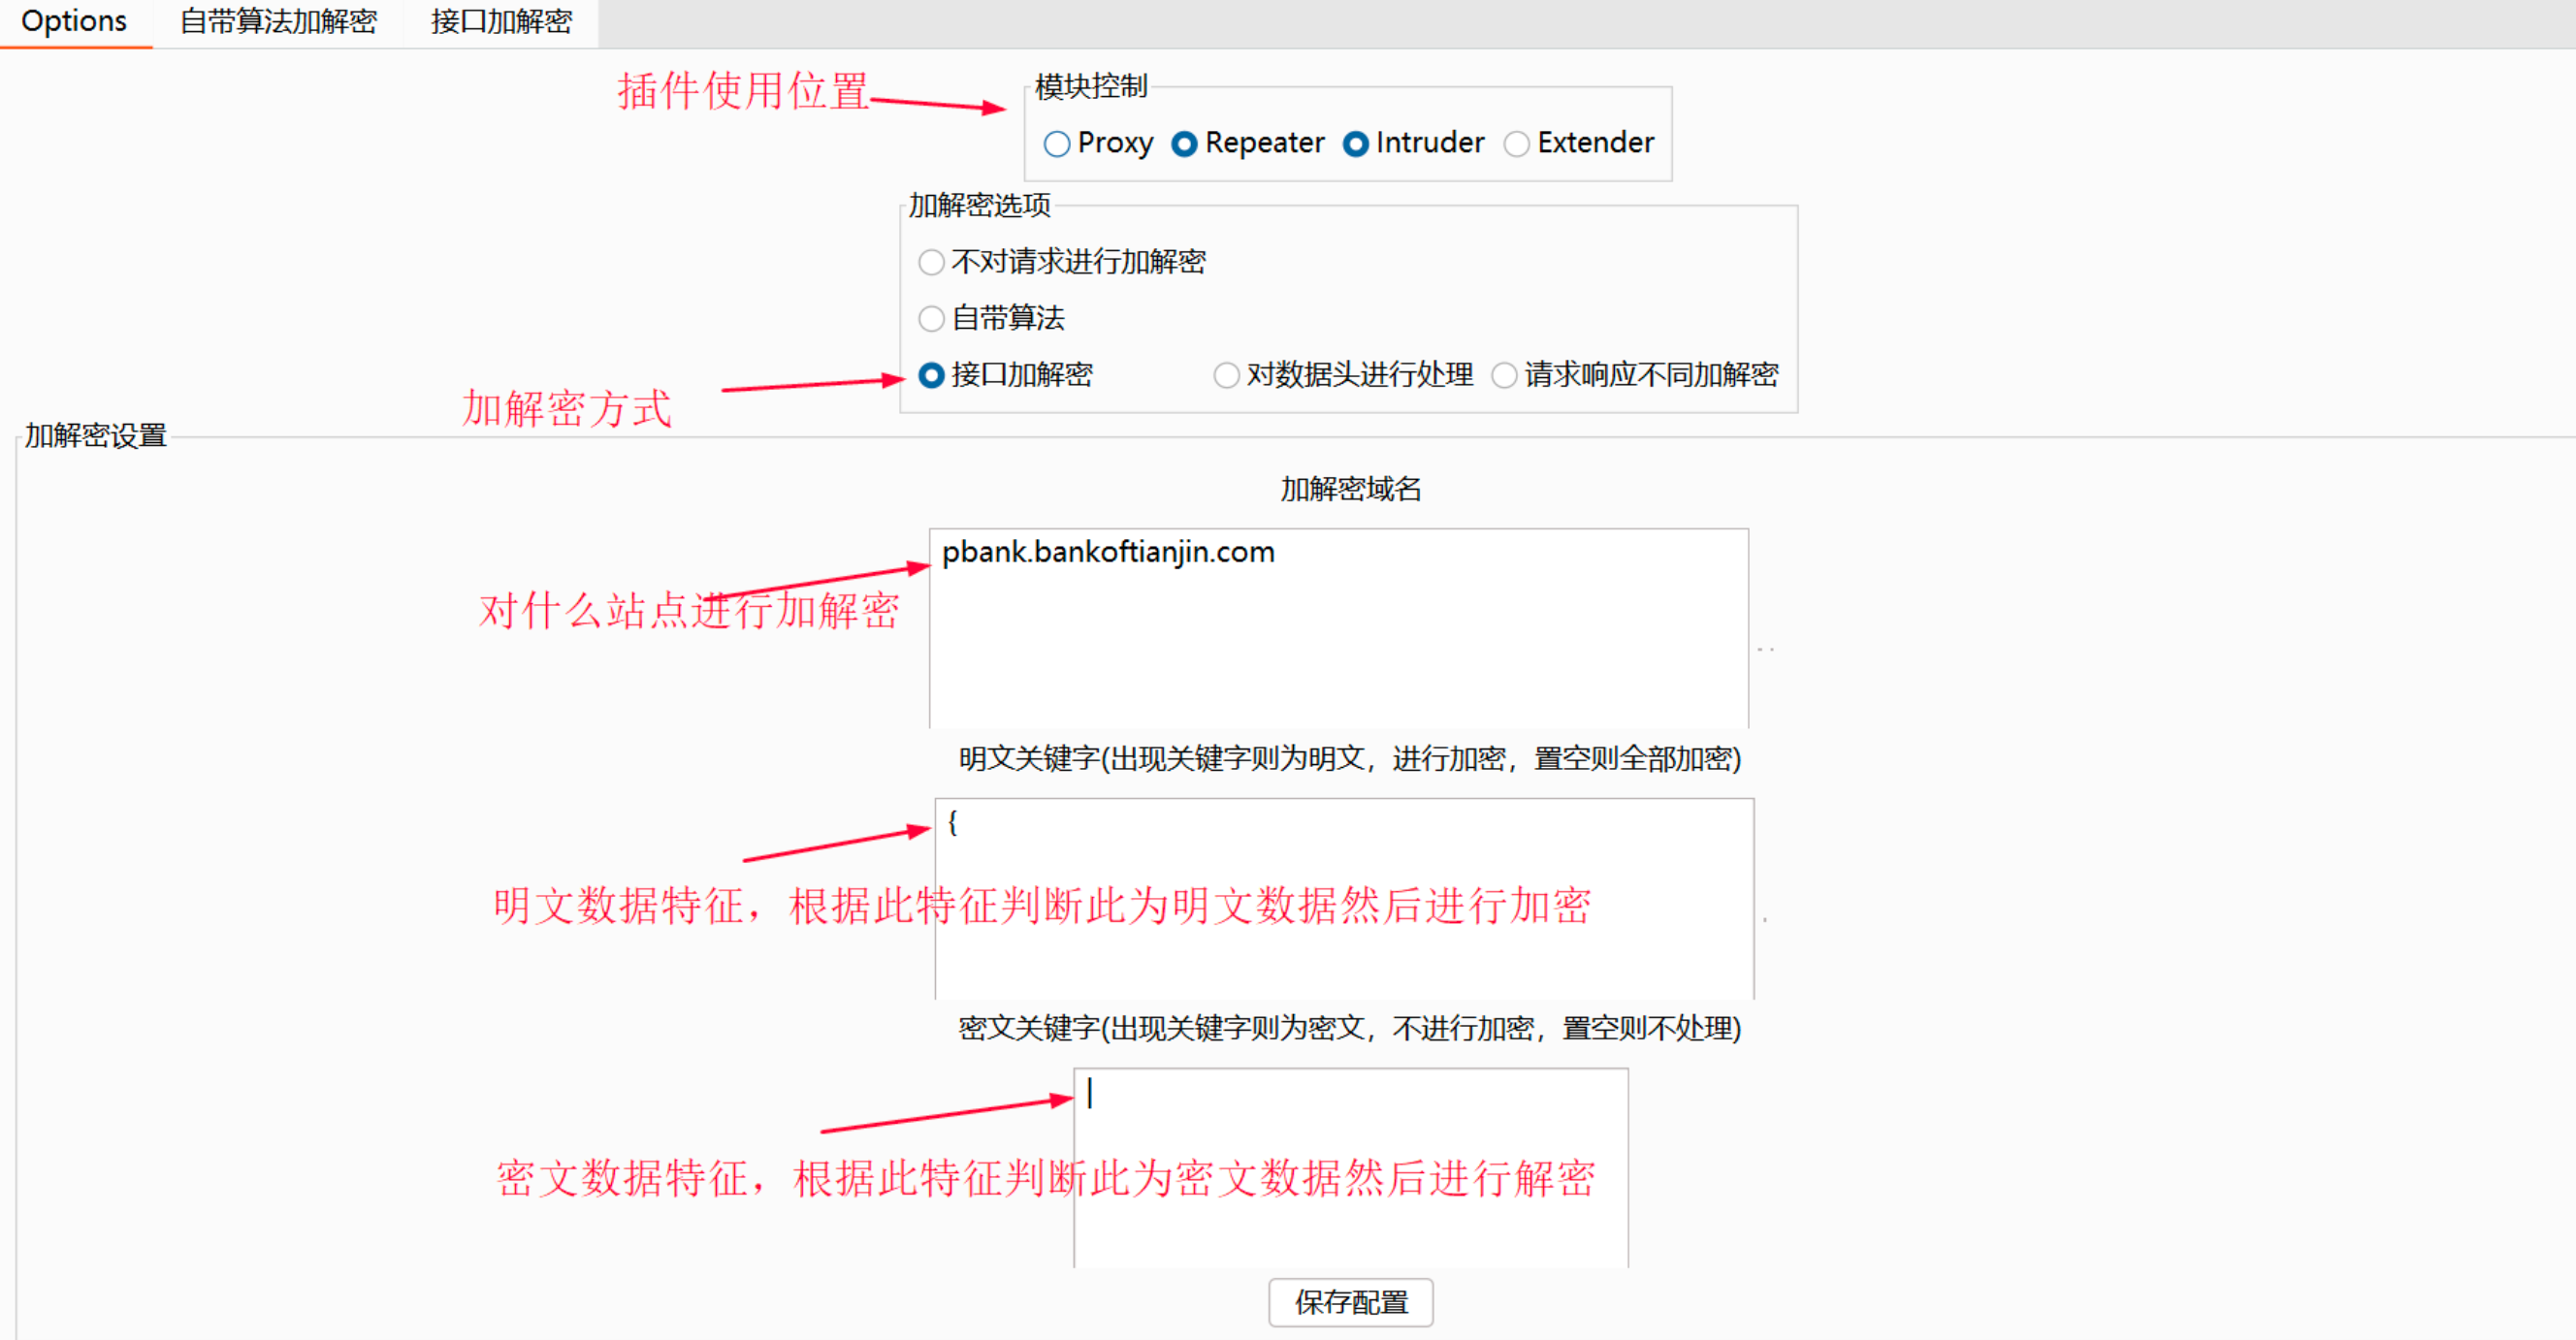 Options 自带算法加解密 接口加解密
插件使用位置
模块控制
Proxy Repeater Intruder Extender
加解密选项
不对请求进行加解密
自带算法
接口加解密 对数据头进行处理 请求响应不同加解密
加解密方式
加解密设置
加解密域名
pbank.bankoftianjin.com
对什么站点进行加解密
明文关键字(出现关键字则为明文，进行加密，置空则全部加密)
{
明文数据特征，根据此特征判断此为明文数据然后进行加密
密文关键字(出现关键字则为密文，不进行加密，置空则不处理)
密文数据特征，根据此特征判断此为密文数据然后进行解密
保存配置